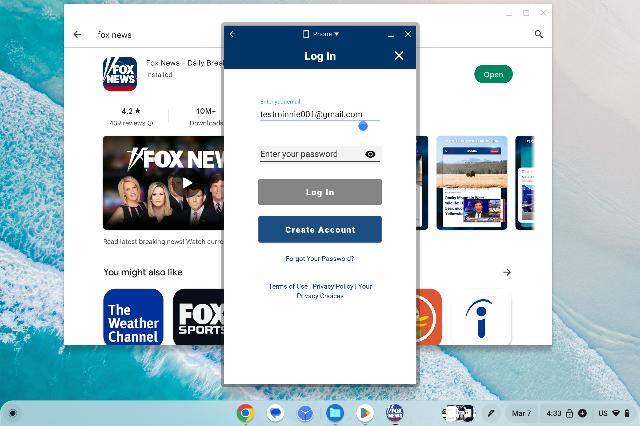 fox news
FOX
NEWS
Fox News - Daily Brea
Installed
Open
4.2 ★
439 reviews
10M+
Downloads
FOX NEW
Read latest breaking news! Watch curre
You might also like
The
Weather
Channel
FOX
SPORTS
i
Phone
Log In
Enter your email
testminnie001@gmail.com
Enter your password
Log In
Create Account
Forgot Your Password?
Terms of Use | Privacy Policy | Your
Privacy Choices
Mar 7
4:33
US